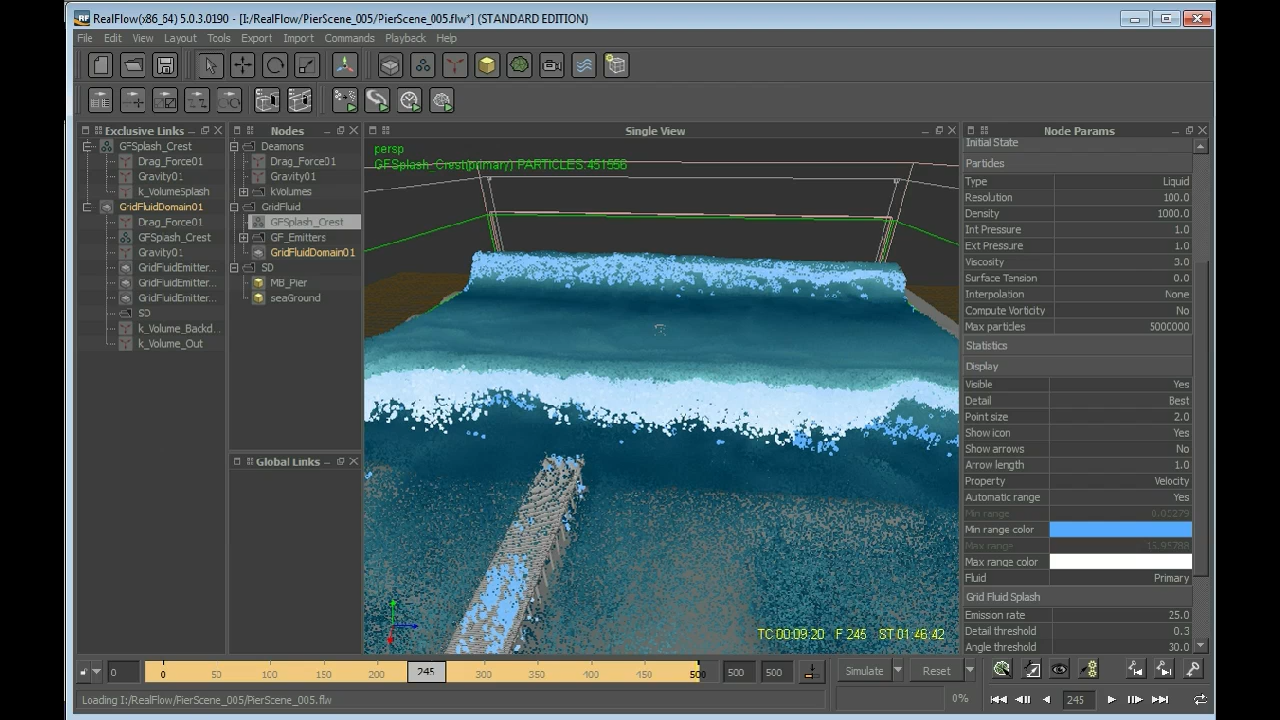 RealFlow(x86_64) 5.0.3.0190 - [I:/RealFlow/PierScene_005/PierScene_005.flw*] (STANDARD EDITION)
File Edit View Layout Tools Export Import Commands Playback Help
Exclusive Links
GFSplash_Crest
Drag_Force01
Gravity01
k_VolumeSplash
GridFluidDomain01
Drag_Force01
GFSpash_Crest
Gravity01
GridFluidEmitter...
GridFluidEmitter...
GridFluidEmitter...
SD
k_Volume_Backd...
k_Volume_Out
Nodes
Deamons
Drag_Force01
Gravity01
kVolumes
GridFluid
GFSplash_Crest
GF_Emitters
GridFluidDomain01
SD
MB_Pier
seaGround
Global Links
Single View
persp
GFSplash_Crest(primary) PARTICLES:451556
TC 00:09:20 F 245 ST 01:46:42
Node Params
Initial State
Particles
Type Liquid
Resolution 100.0
Density 1000.0
Int Pressure 1.0
Ext Pressure 1.0
Viscosity 3.0
Surface Tension 0.0
Interpolation None
Compute Vorticity No
Max particles 5000000
Statistics
Display
Visible Yes
Detail Best
Point size 2.0
Show icon Yes
Show arrows No
Arrow length 1.0
Property Velocity
Automatic range Yes
Min range 0.05279
Min range color
Max range 15.95788
Max range color
Fluid Primary
Grid Fluid Splash
Emission rate 25.0
Detail threshold 0.3
Angle threshold 30.0
0 0 50 100 150 200 245 300 350 400 450 500 500 500
Simulate Reset
Loading I:/RealFlow/PierScene_005/PierScene_005.flw
0% 245